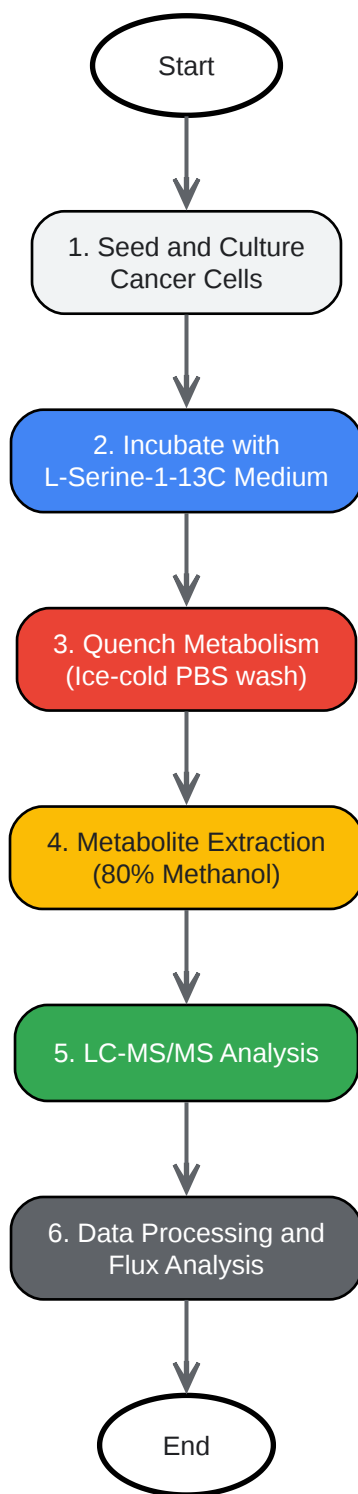 Start
1. Seed and Culture
Cancer Cells
2. Incubate with
L-Serine-1-13C Medium
3. Quench Metabolism
(Ice-cold PBS wash)
4. Metabolite Extraction
(80% Methanol)
5. LC-MS/MS Analysis
6. Data Processing and
Flux Analysis
End